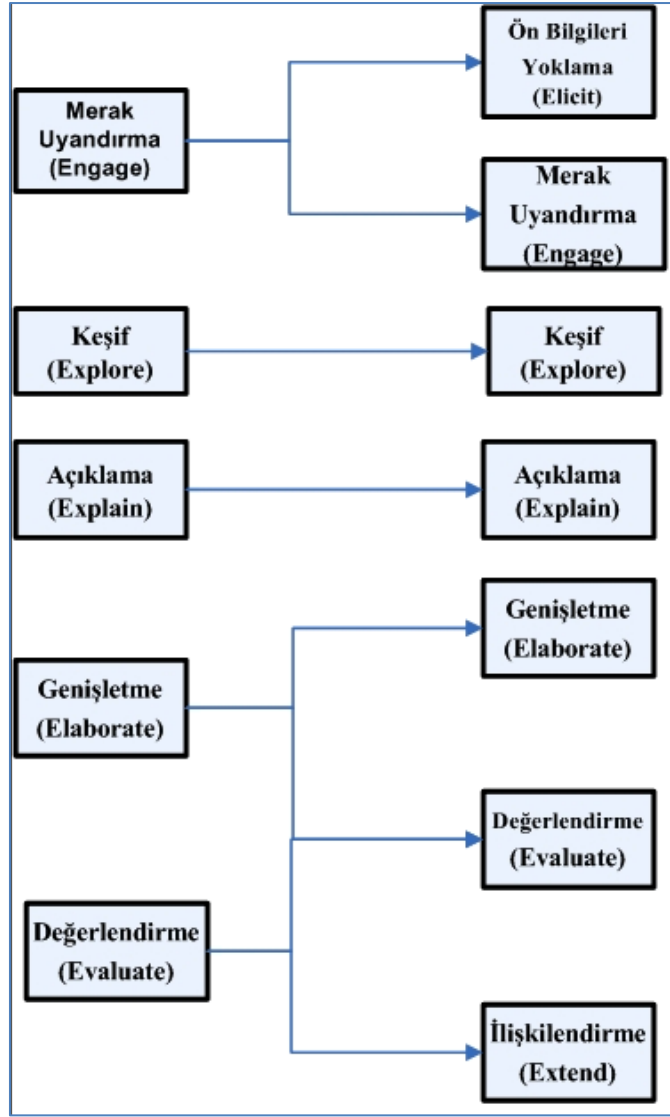 Merak
Uyandırma
(Engage)
Ön Bilgileri
Yoklama
(Elicit)
Merak
Uyandırma
(Engage)
Keşif
(Explore)
Keşif
(Explore)
Açıklama
(Explain)
Açıklama
(Explain)
Genişletme
(Elaborate)
Genişletme
(Elaborate)
Değerlendirme
(Evaluate)
Değerlendirme
(Evaluate)
İlişkilendirme
(Extend)